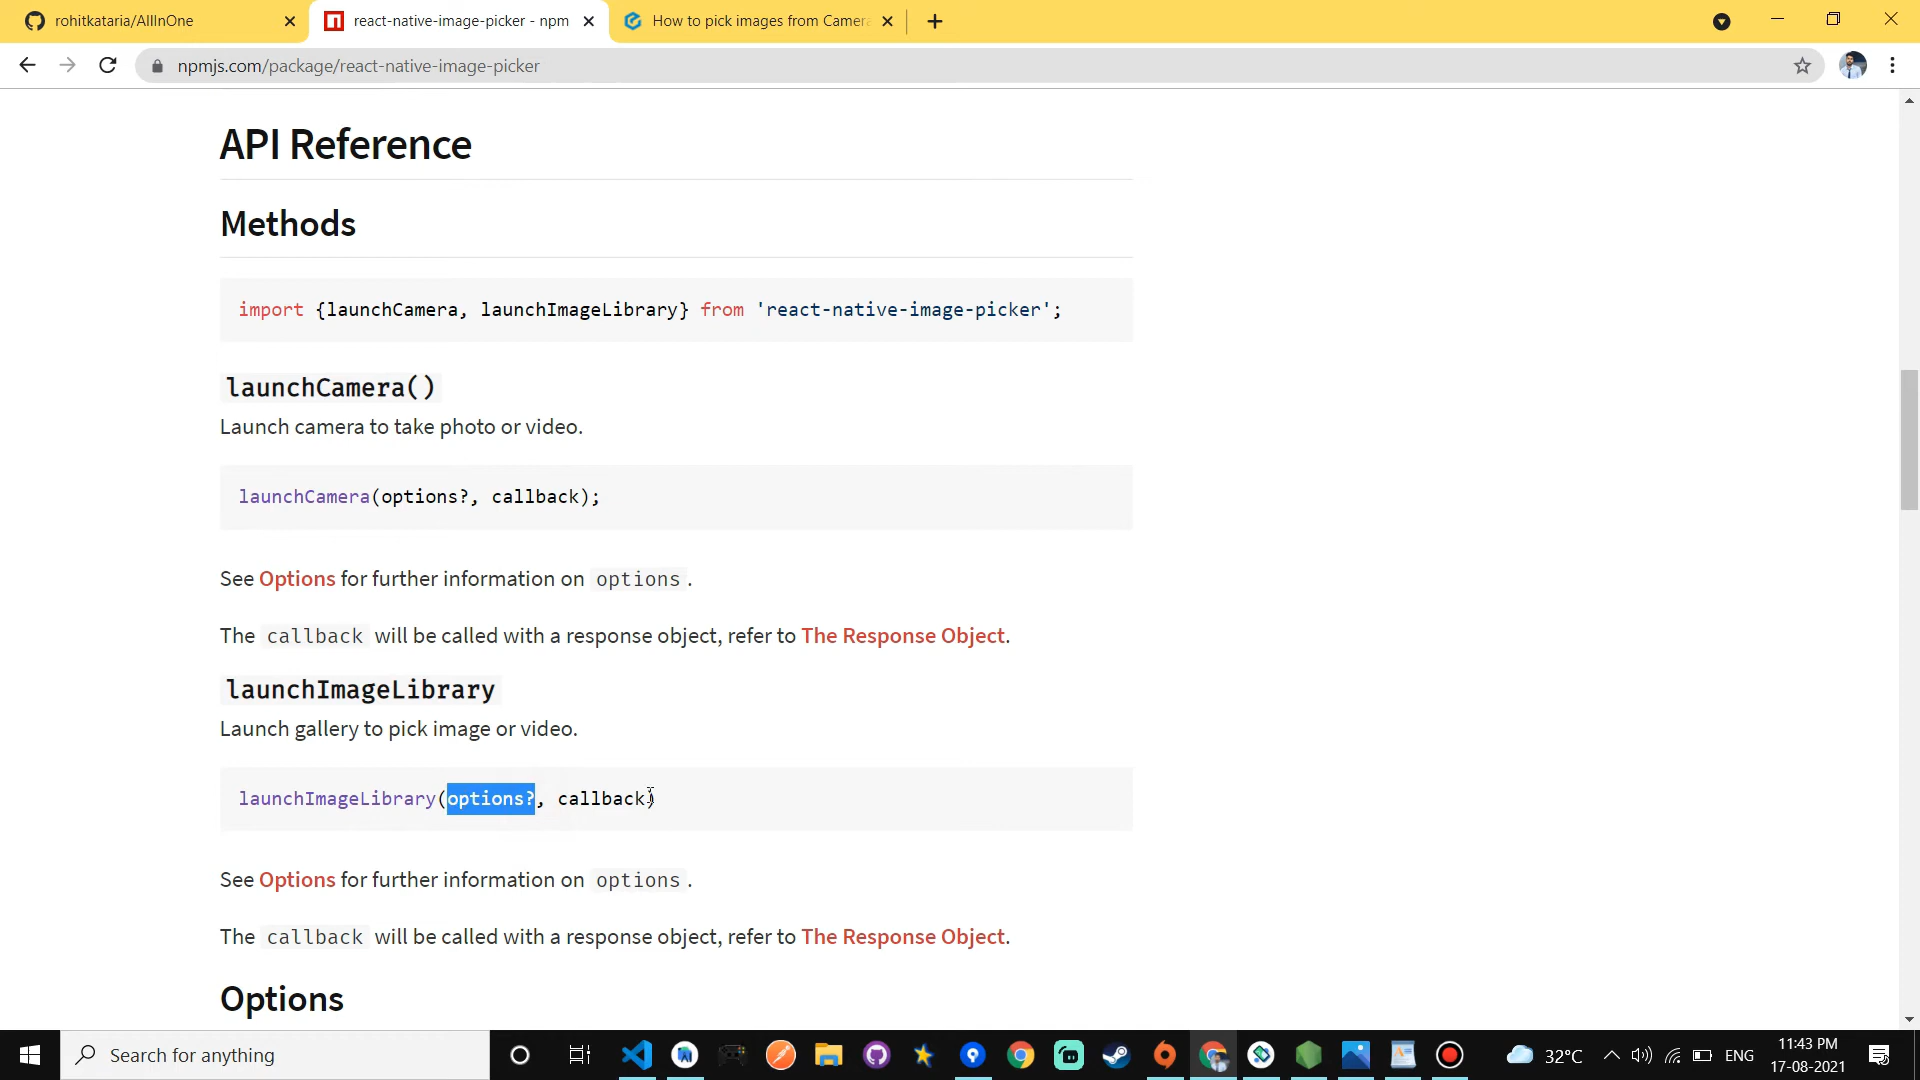 rohitkataria/AllInOne
react-native-image-picker - npm
How to pick images from Camera
npmjs.com/package/react-native-image-picker
API Reference
Methods
import {launchCamera, launchImageLibrary} from 'react-native-image-picker';
launchCamera()
Launch camera to take photo or video.
launchCamera(options?, callback);
See Options for further information on options.
The callback will be called with a response object, refer to The Response Object.
launchImageLibrary
Launch gallery to pick image or video.
launchImageLibrary(options?, callback)
See Options for further information on options.
The callback will be called with a response object, refer to The Response Object.
Options
Search for anything
32°C
ENG
11:43 PM
17-08-2021